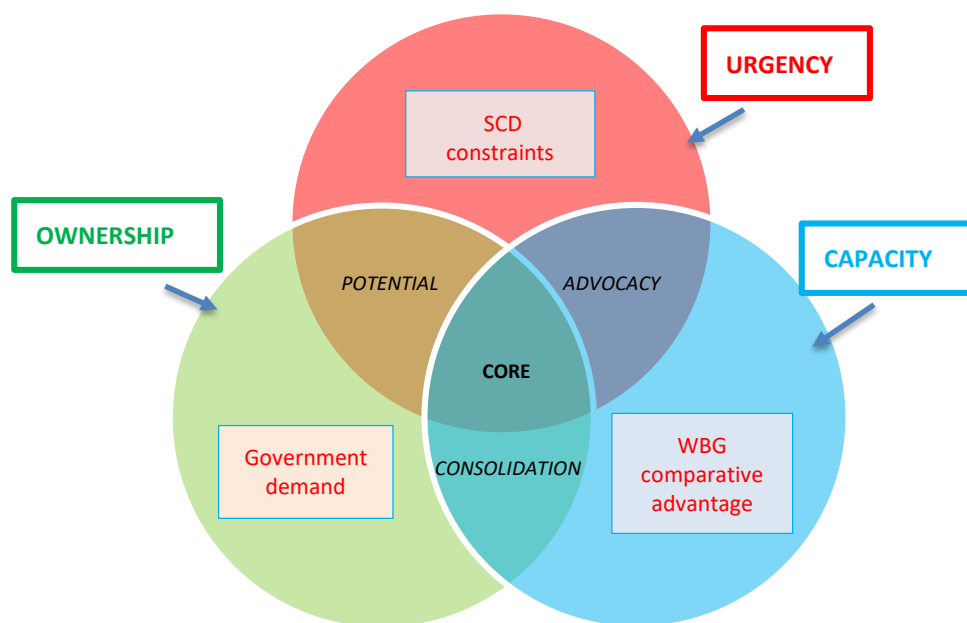 URGENCY
SCD
constraints
OWNERSHIP
CAPACITY
POTENTIAL
ADVOCACY
CORE
Government
demand
CONSOLIDATION
WBG
comparative
advantage